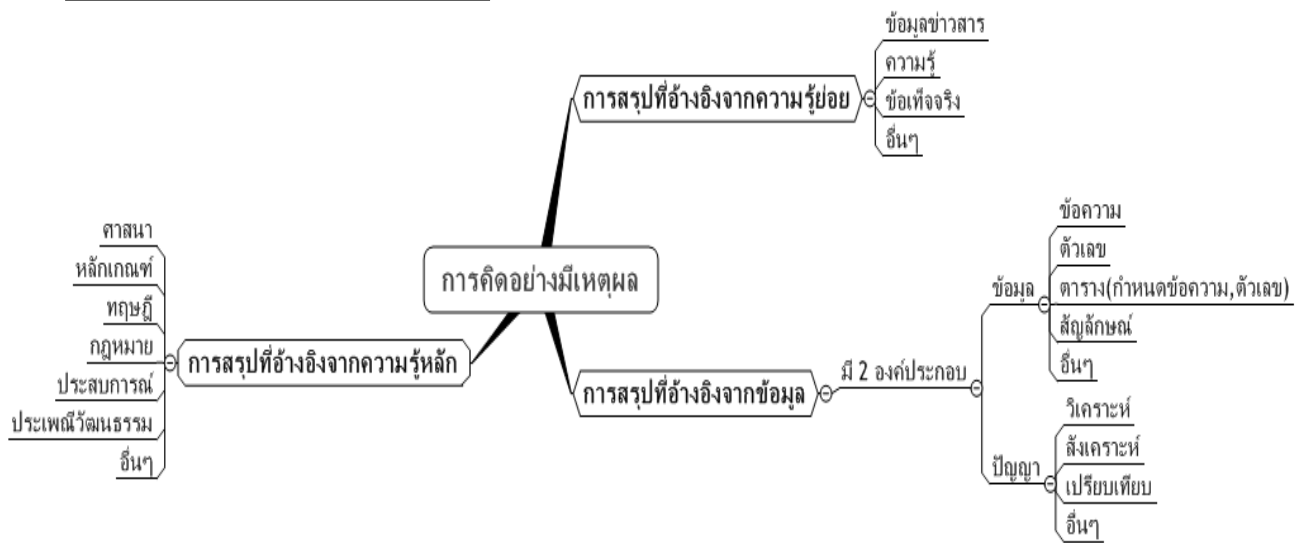 การคิดอย่างมีเหตุผล
การสรุปที่อ้างอิงจากความรู้ย่อย
ข้อมูลข่าวสาร
ความรู้
ข้อเท็จจริง
อื่นๆ
การสรุปที่อ้างอิงจากข้อมูล
มี 2 องค์ประกอบ
ข้อมูล
ข้อความ
ตัวเลข
ตาราง(กำหนดข้อความ,ตัวเลข)
สัญลักษณ์
อื่นๆ
ปัญญา
วิเคราะห์
สังเคราะห์
เปรียบเทียบ
อื่นๆ
การสรุปที่อ้างอิงจากความรู้หลัก
ศาสนา
หลักเกณฑ์
ทฤษฎี
กฎหมาย
ประสบการณ์
ประเพณีวัฒนธรรม
อื่นๆ